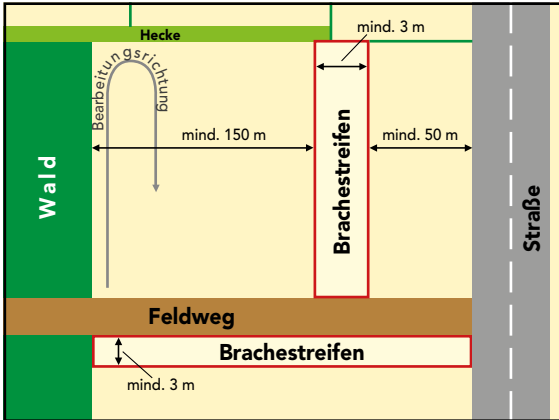 Hecke
mind. 3 m
Bearbeitungsrichtung
mind. 150 m
mind. 50 m
Wald
Brachestreifen
Straße
Feldweg
Brachestreifen
mind. 3 m